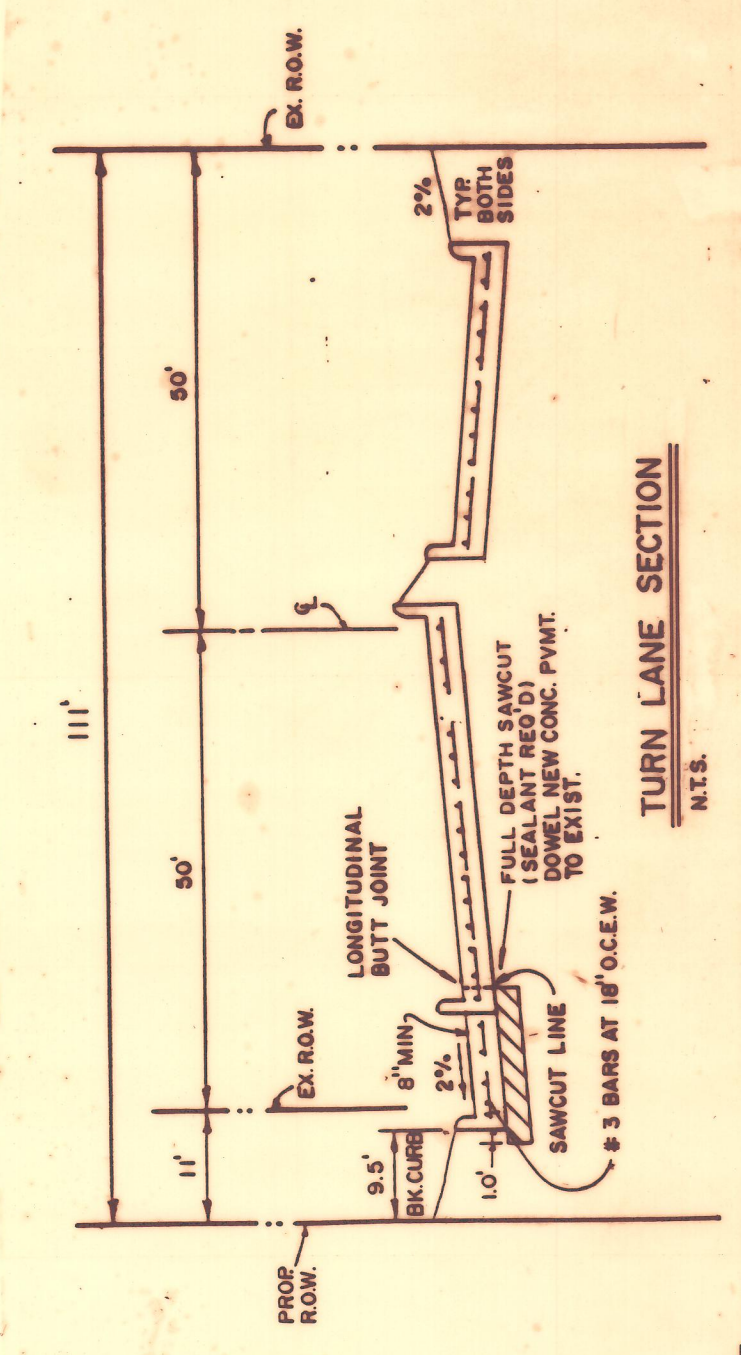 111'
11'
50'
50'
PROP.
R.O.W.
EX. R.O.W.
℄
EX. R.O.W.
9.5'
BK. CURB
8" MIN.
2%
1.0'
LONGITUDINAL
BUTT JOINT
2%
TYP.
BOTH
SIDES
SAWCUT LINE
# 3 BARS AT 18" O.C.E.W.
FULL DEPTH SAWCUT
(SEALANT REQ'D)
DOWEL NEW CONC. PVMT.
TO EXIST.
TURN LANE SECTION
N.T.S.